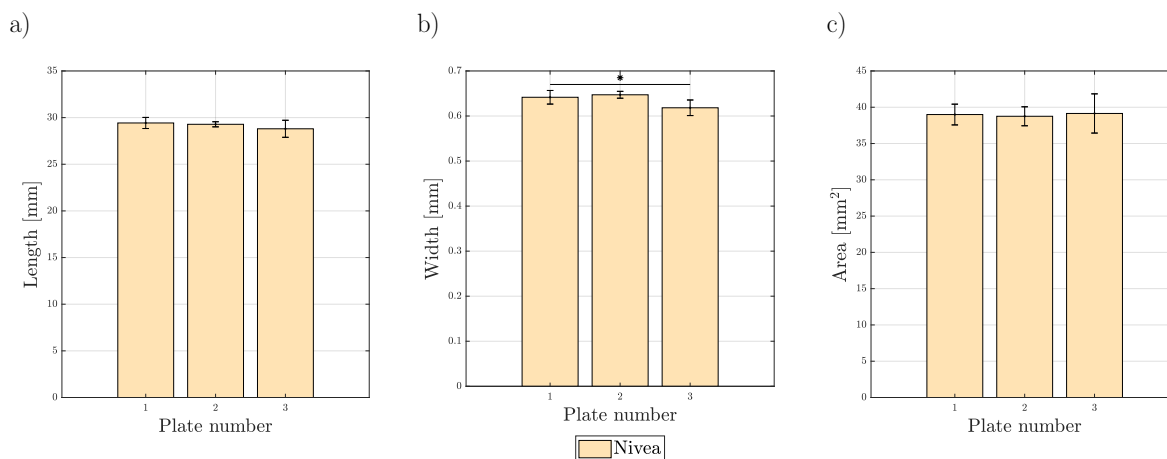 a)
35
30
25
20
15
10
5
0
Length [mm]
1 2 3
Plate number
b)
*
0.7
0.6
0.5
0.4
0.3
0.2
0.1
0
Width [mm]
1 2 3
Plate number
Nivea
c)
45
40
35
30
25
20
15
10
5
0
Area [mm²]
1 2 3
Plate number